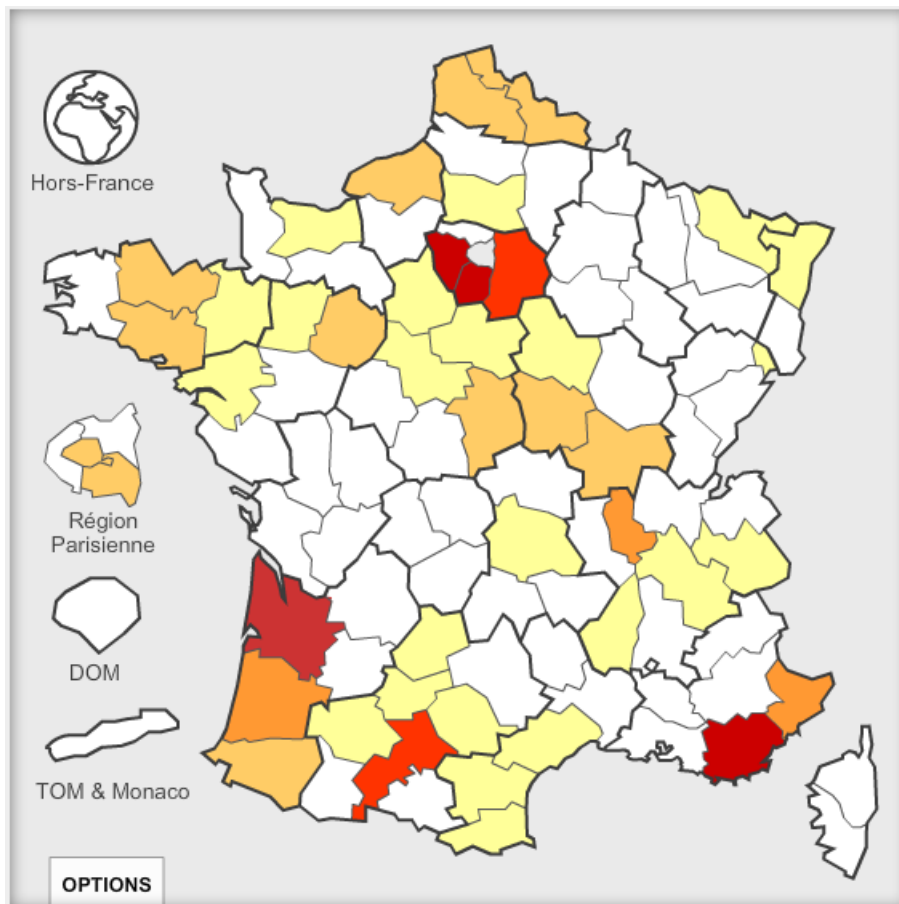 Hors-France
Région
Parisienne
DOM
TOM & Monaco
OPTIONS